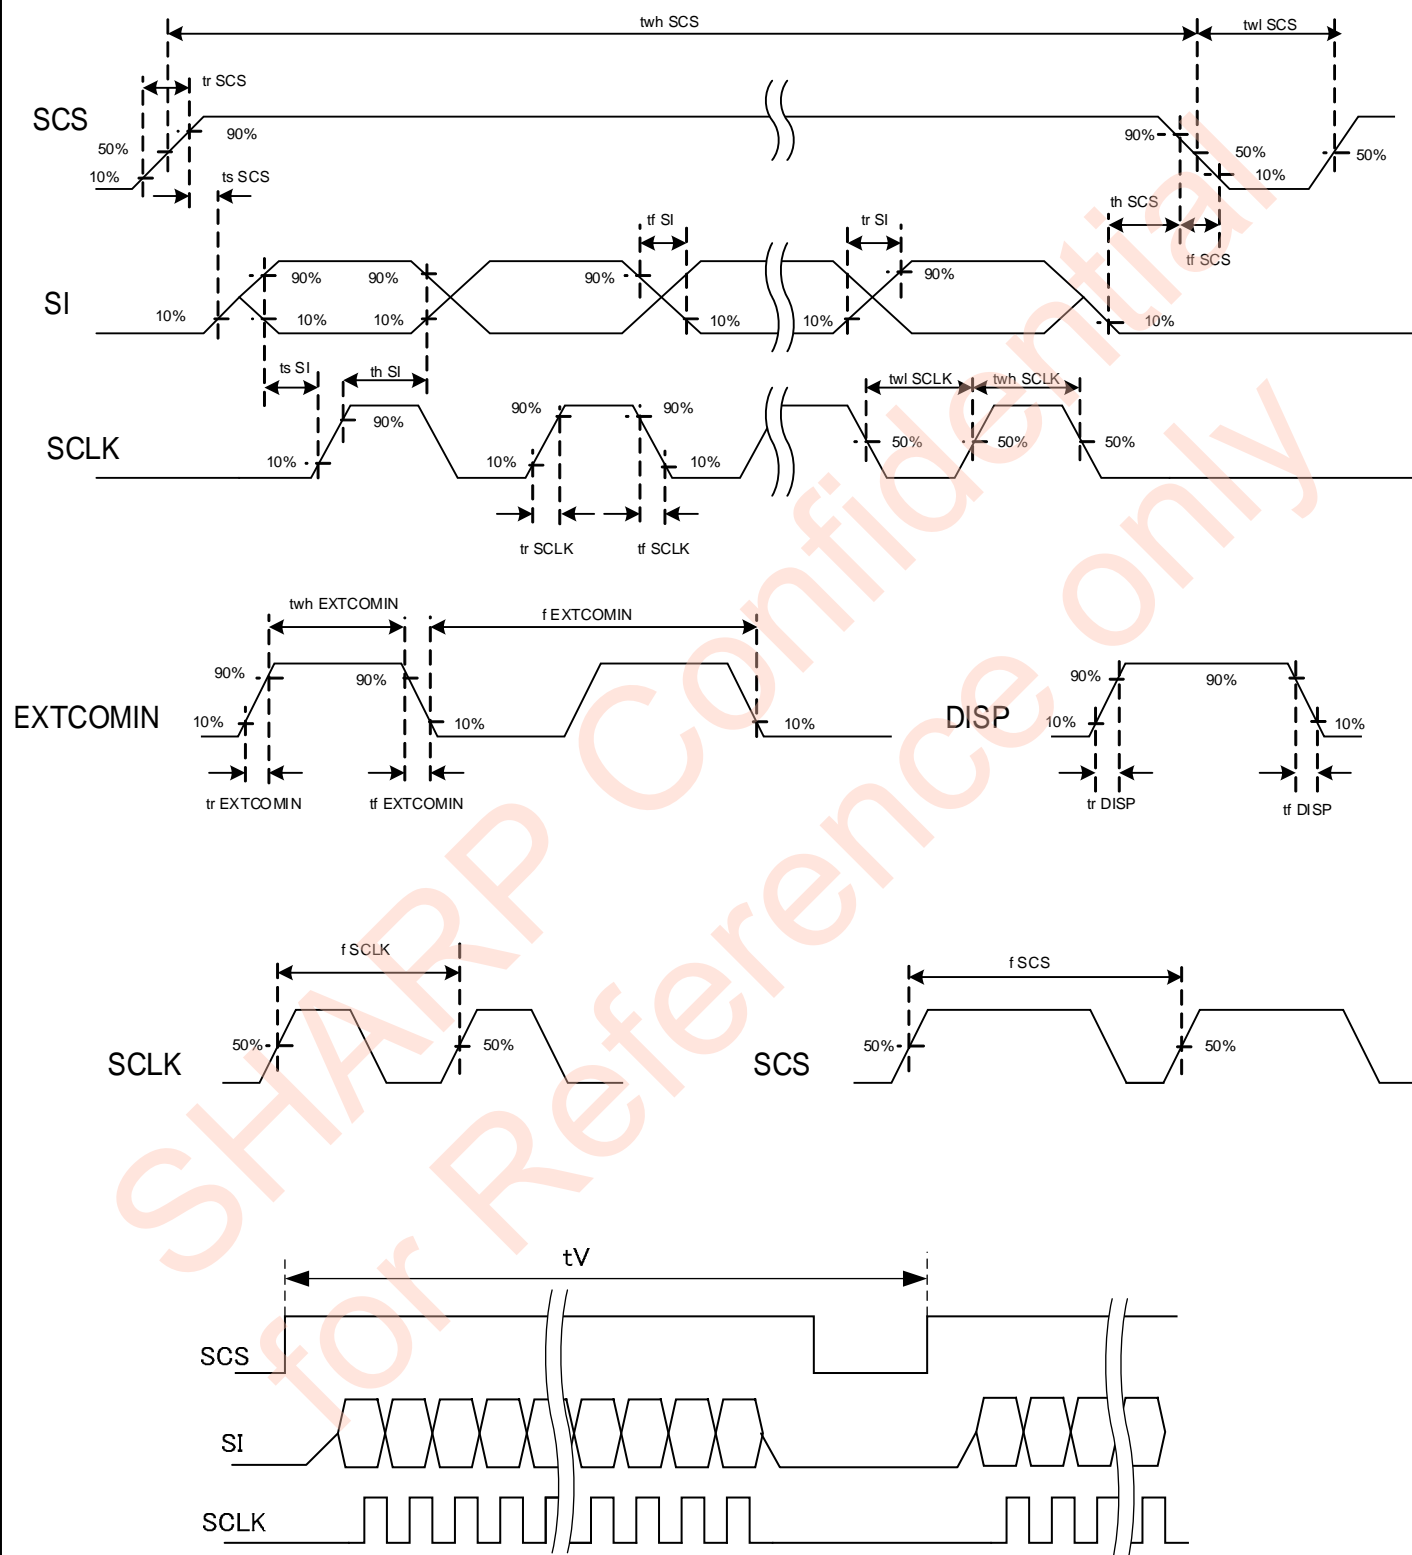 twh SCS
twl SCS
tr SCS
SCS
90%
90%
50%
50%
50%
10%
10%
ts SCS
th SCS
tf SCS
tf SI
tr SI
SI
90%
90%
90%
90%
10%
10%
10%
10%
10%
10%
ts SI
th SI
twl SCLK
twh SCLK
SCLK
90%
90%
90%
50%
50%
50%
10%
10%
10%
tr SCLK
tf SCLK
twh EXTCOMIN
f EXTCOMIN
EXTCOMIN
90%
90%
10%
10%
10%
tr EXTCOMIN
tf EXTCOMIN
DISP
90%
90%
10%
10%
tr DISP
tf DISP
f SCLK
SCLK
50%
50%
f SCS
SCS
50%
50%
tV
SCS
SI
SCLK
SHARP Confidential
for Reference only